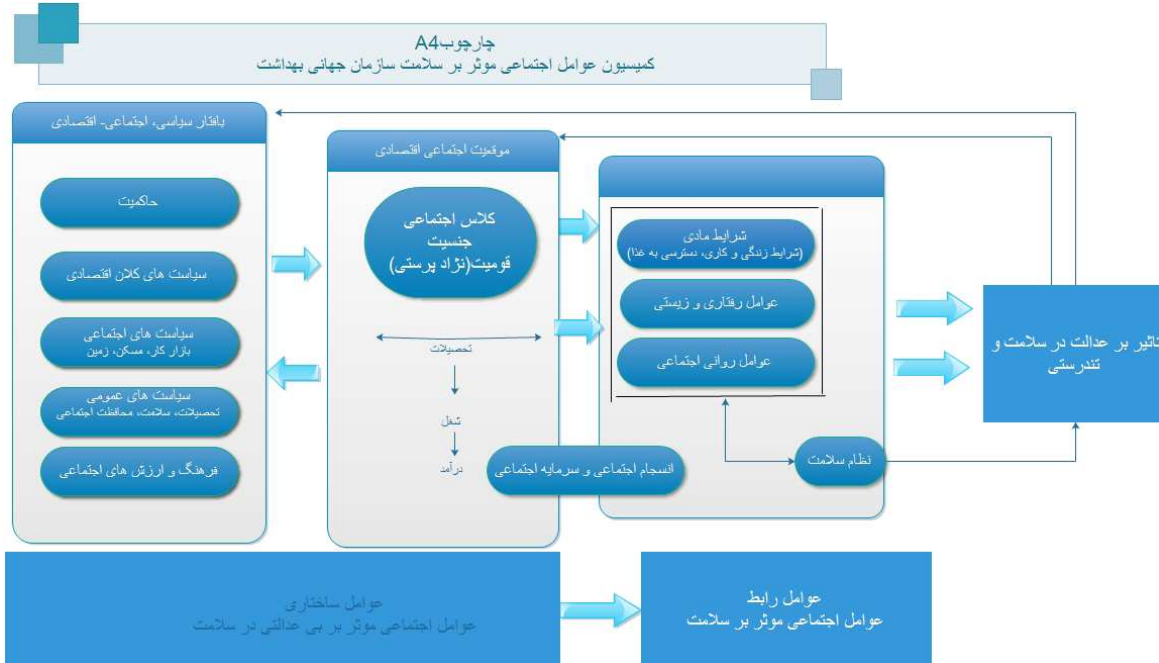 چارچوبA4
کمیسیون عوامل اجتماعی موثر بر سلامت سازمان جهانی بهداشت
بافتار سیاسی، اجتماعی- اقتصادی
حاکمیت
سیاست های کلان اقتصادی
سیاست های اجتماعی
بازار کار، مسکن، زمین
سیاست های عمومی
تحصیلات، سلامت، محافظت اجتماعی
فرهنگ و ارزش های اجتماعی
موقعیت اجتماعی اقتصادی
کلاس اجتماعی
جنسیت
قومیت(نژاد پرستی)
تحصیلات
شغل
درآمد
انسجام اجتماعی و سرمایه اجتماعی
شرایط مادی
(شرایط زندگی و کاری، دسترسی به غذا)
عوامل رفتاری و زیستی
عوامل روانی اجتماعی
نظام سلامت
تاثیر بر عدالت در سلامت و
تندرستی
عوامل ساختاری
عوامل اجتماعی موثر بر بی عدالتی در سلامت
عوامل رابط
عوامل اجتماعی موثر بر سلامت